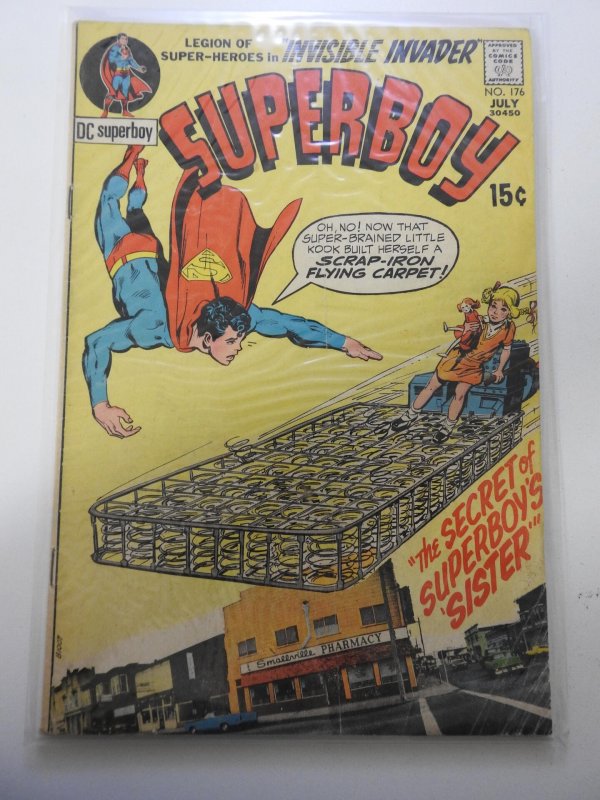 LEGION OF
SUPER-HEROES in "INVISIBLE INVADER"
APPROVED
BY THE
COMICS
CODE
AUTHORITY
NO. 176
JULY
30450
DC superboy
SUPERBOY
15¢
OH, NO! NOW THAT
SUPER-BRAINED LITTLE
KOOK BUILT HERSELF A
SCRAP-IRON
FLYING CARPET!
S
"The SECRET of
SUPERBOY'S
'SISTER'"
Smallville PHARMACY